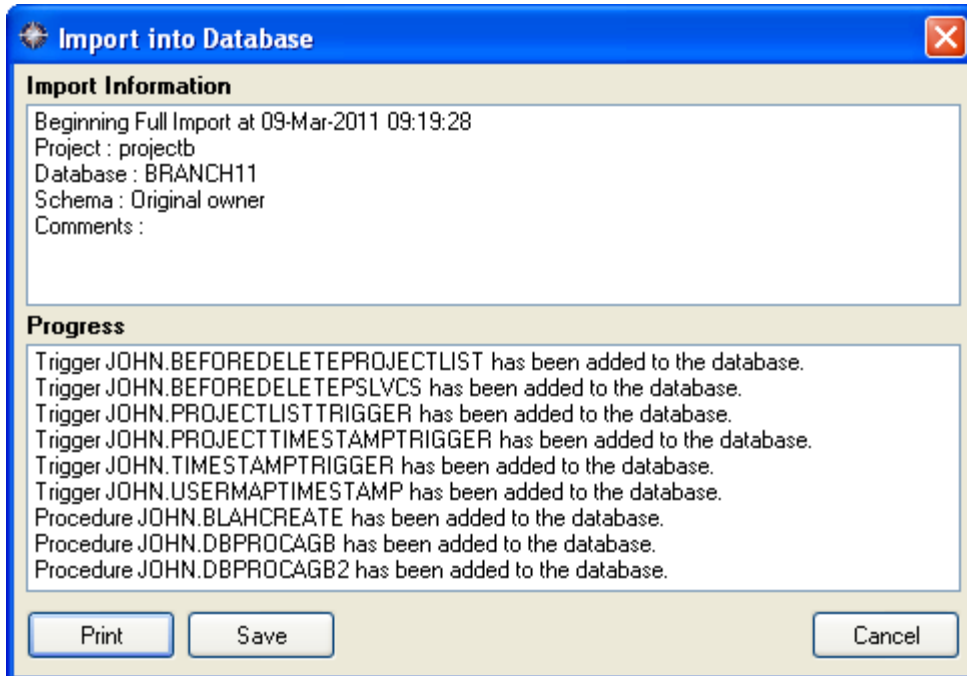 Import into Database
Import Information
Beginning Full Import at 09-Mar-2011 09:19:28
Project : projectb
Database : BRANCH11
Schema : Original owner
Comments :
Progress
Trigger JOHN.BEFOREDELETEPROJECTLIST has been added to the database.
Trigger JOHN.BEFOREDELETEPSLVCS has been added to the database.
Trigger JOHN.PROJECTLISTTRIGGER has been added to the database.
Trigger JOHN.PROJECTTIMESTAMPTRIGGER has been added to the database.
Trigger JOHN.TIMESTAMPTRIGGER has been added to the database.
Trigger JOHN.USERMAPTIMESTAMP has been added to the database.
Procedure JOHN.BLAHCREATE has been added to the database.
Procedure JOHN.DBPROCAGB has been added to the database.
Procedure JOHN.DBPROCAGB2 has been added to the database.
Print Save Cancel